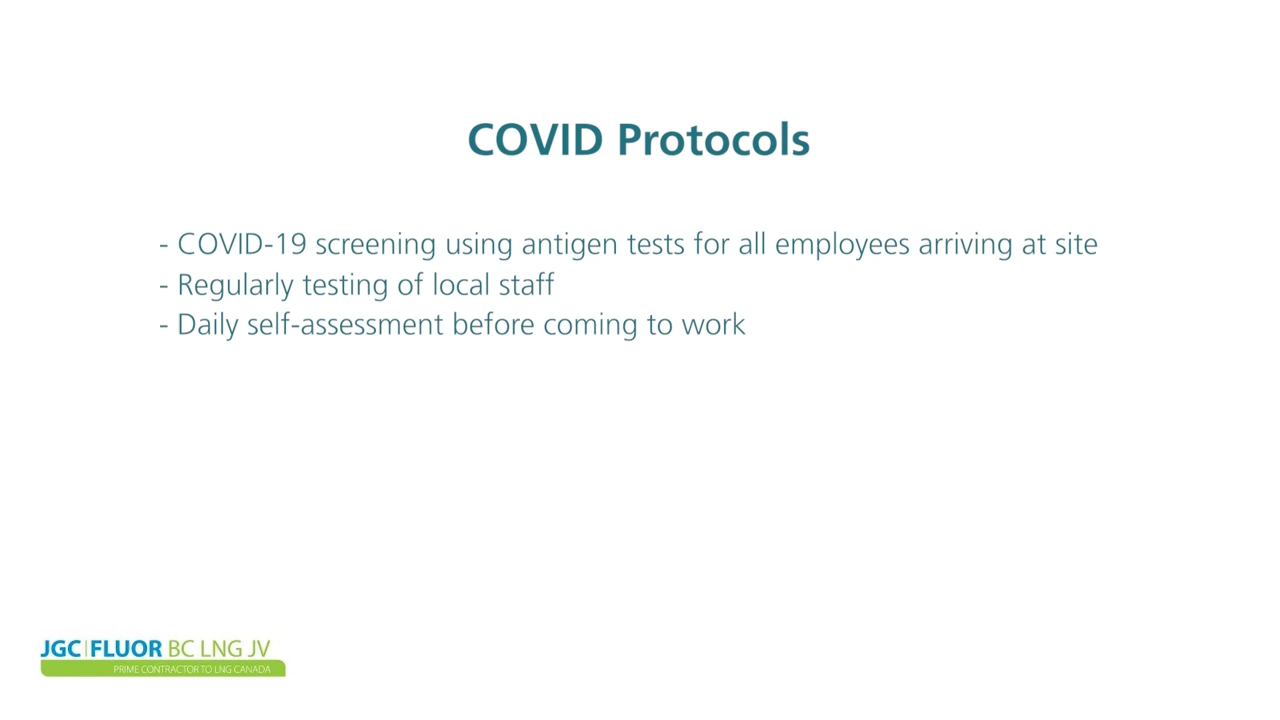 COVID Protocols
- COVID-19 screening using antigen tests for all employees arriving at site
- Regularly testing of local staff
- Daily self-assessment before coming to work
JGC | FLUOR BC LNG JV
PRIME CONTRACTOR TO LNG CANADA